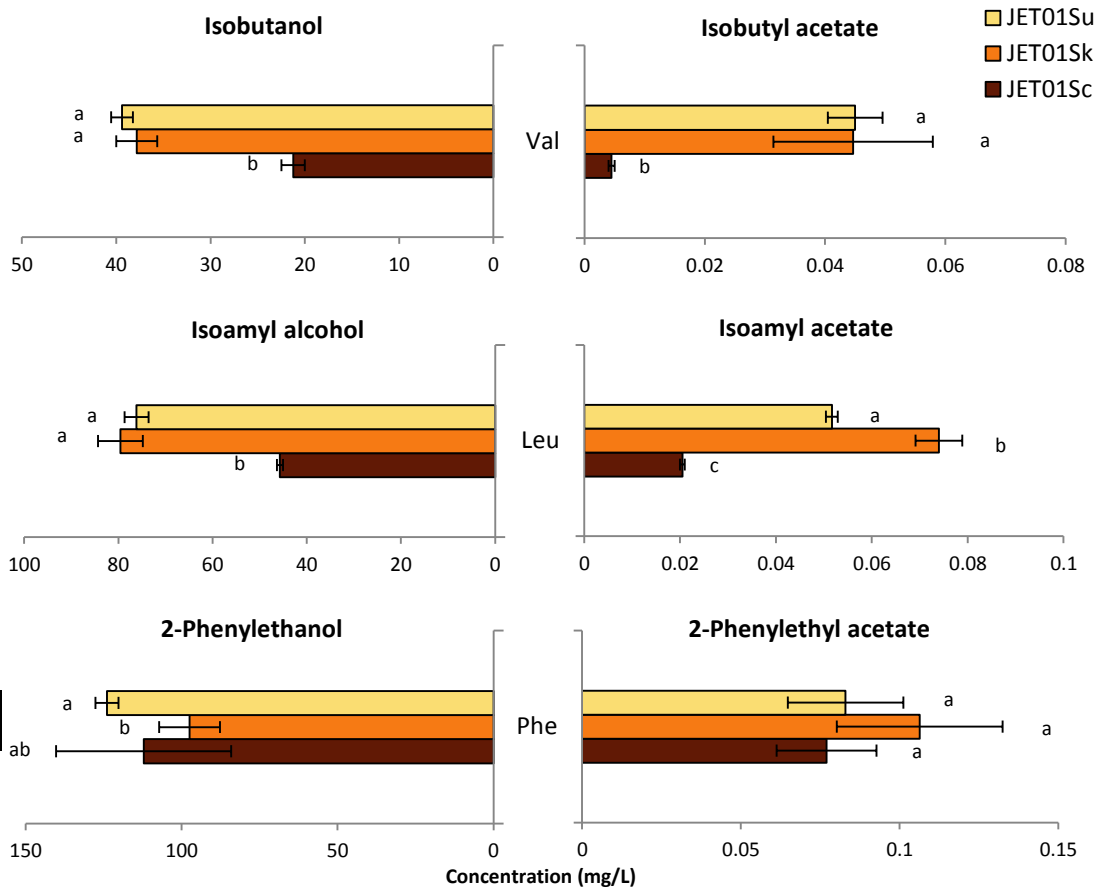 Isobutanol
Isobutyl acetate
JET01Su
JET01Sk
JET01Sc
a
a
b
Val
a
a
b
50 40 30 20 10 0
0 0.02 0.04 0.06 0.08
Isoamyl alcohol
Isoamyl acetate
a
a
b
Leu
a
b
c
100 80 60 40 20 0
0 0.02 0.04 0.06 0.08 0.1
2-Phenylethanol
2-Phenylethyl acetate
a
b
ab
Phe
a
a
a
150 100 50 0
0 0.05 0.1 0.15
Concentration (mg/L)